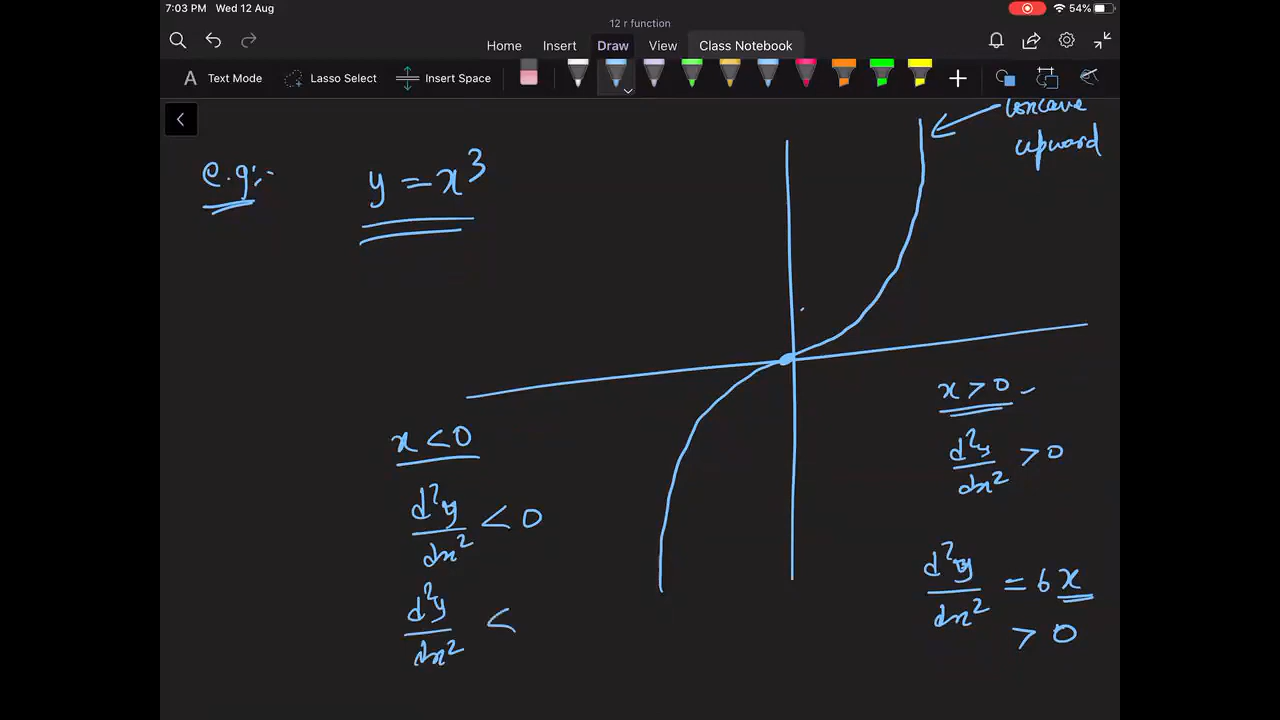 7:03 PM Wed 12 Aug
54%
12 r function
Home Insert Draw View Class Notebook
Text Mode Lasso Select Insert Space
concave
upward
e.g:-
y = x³
x > 0
d²y/dx² > 0
x < 0
d²y/dx² < 0
d²y/dx² = 6x
> 0
d²y/dx² <